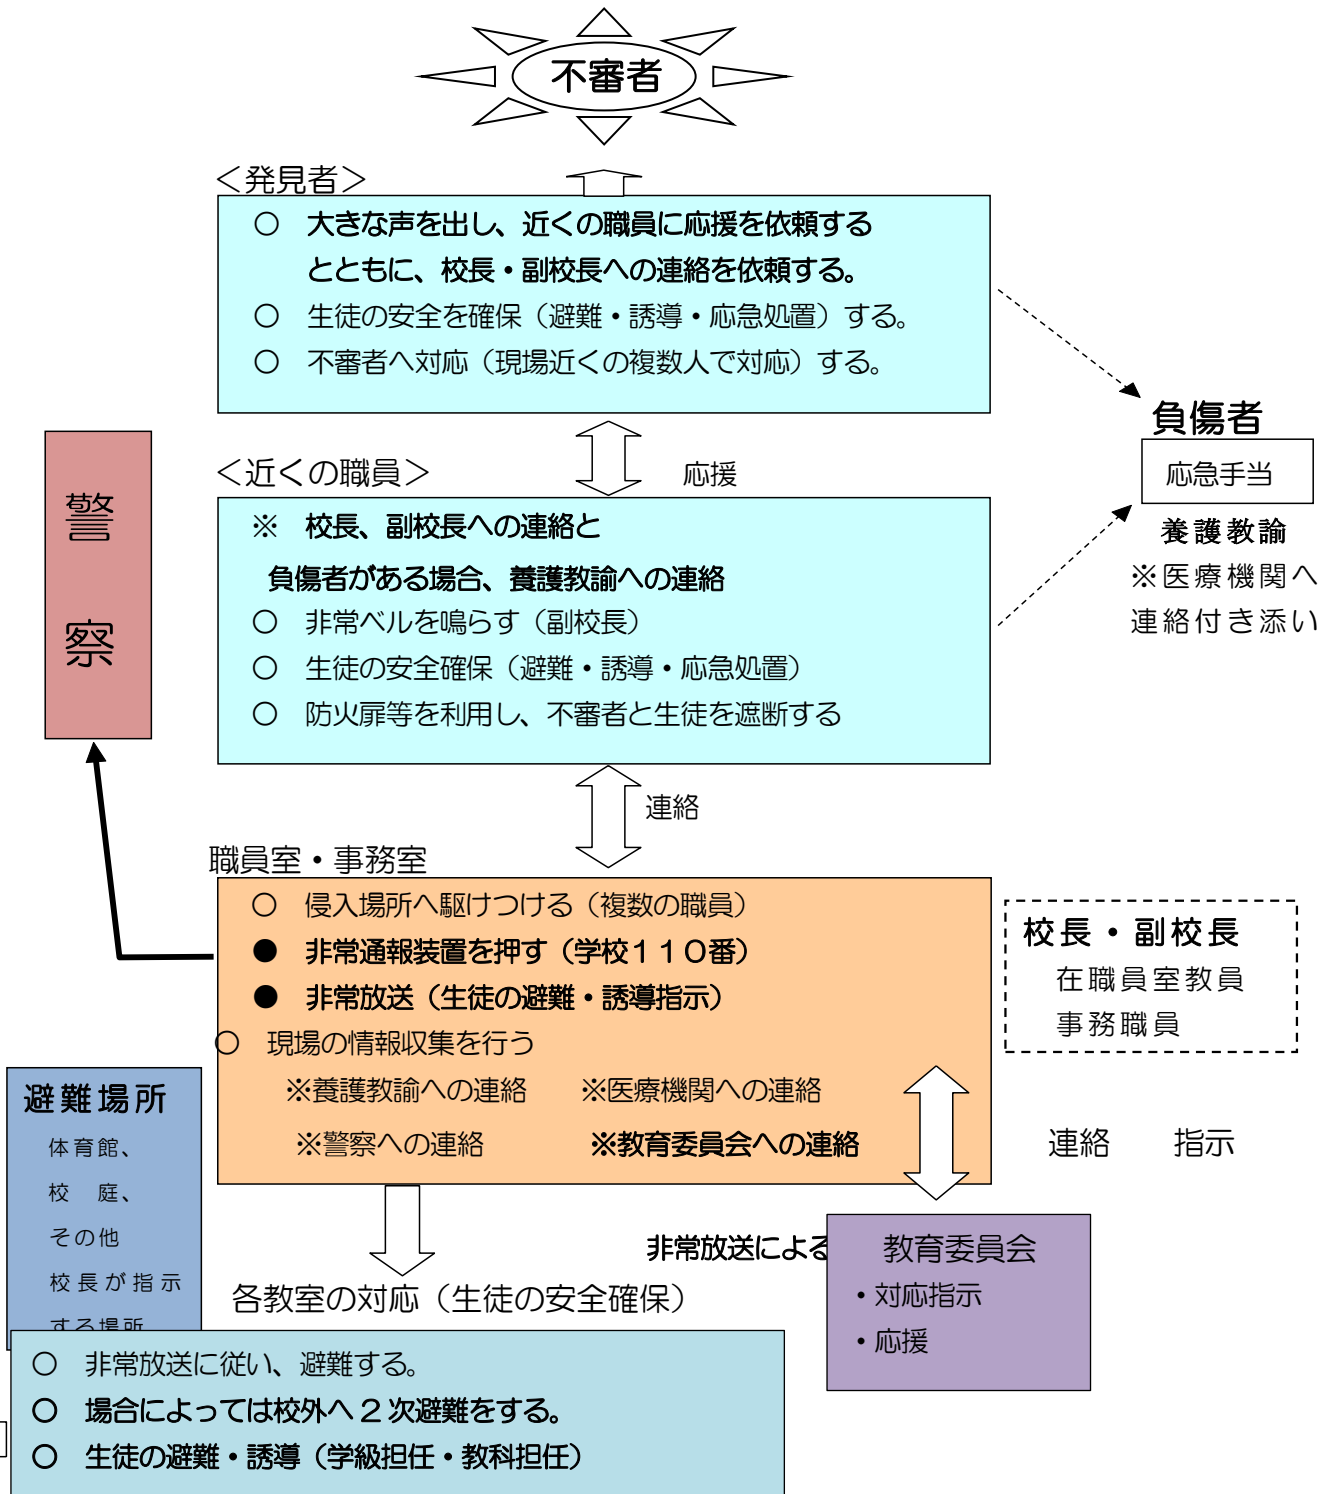 不審者
＜発見者＞
○　大きな声を出し、近くの職員に応援を依頼する
とともに、校長・副校長への連絡を依頼する。
○　生徒の安全を確保（避難・誘導・応急処置）する。
○　不審者へ対応（現場近くの複数人で対応）する。
負傷者
応急手当
養護教諭
※医療機関へ
連絡付き添い
警
察
＜近くの職員＞
応援
※　校長、副校長への連絡と
負傷者がある場合、養護教諭への連絡
○　非常ベルを鳴らす（副校長）
○　生徒の安全確保（避難・誘導・応急処置）
○　防火扉等を利用し、不審者と生徒を遮断する
連絡
職員室・事務室
○　侵入場所へ駆けつける（複数の職員）
●　非常通報装置を押す（学校１１０番）
●　非常放送（生徒の避難・誘導指示）
○　現場の情報収集を行う
※養護教諭への連絡　　※医療機関への連絡
※警察への連絡　　　　※教育委員会への連絡
校長・副校長
在職員室教員
事務職員
連絡　　指示
避難場所
体育館、
校　庭、
その他
校長が指示
する場所
非常放送による
教育委員会
・対応指示
・応援
各教室の対応（生徒の安全確保）
○　非常放送に従い、避難する。
○　場合によっては校外へ２次避難をする。
○　生徒の避難・誘導（学級担任・教科担任）